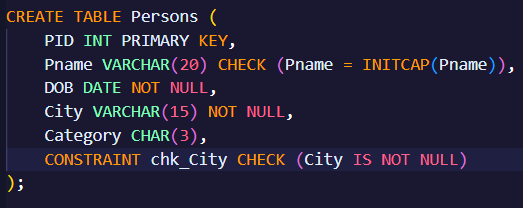 CREATE TABLE Persons (
    PID INT PRIMARY KEY,
    Pname VARCHAR(20) CHECK (Pname = INITCAP(Pname)),
    DOB DATE NOT NULL,
    City VARCHAR(15) NOT NULL,
    Category CHAR(3),
    CONSTRAINT chk_City CHECK (City IS NOT NULL)
);